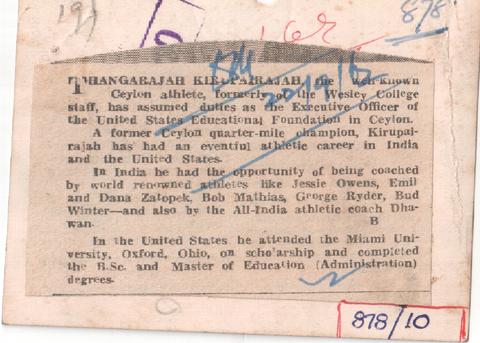 878
THANGARAJAH KIRUPAIRAJAH, the well-known
Ceylon athlete, formerly of the Wesley College
staff, has assumed duties as the Executive Officer of
the United States Educational Foundation in Ceylon.
A former Ceylon quarter-mile champion, Kirupai-
rajah has had an eventful athletic career in India
and the United States.
In India he had the opportunity of being coached
by world renowned athletes like Jessie Owens, Emil
and Dana Zatopek, Bob Mathias, George Ryder, Bud
Winter—and also by the All-India athletic coach Dha-
wan. B
In the United States he attended the Miami Uni-
versity, Oxford, Ohio, on scholarship and completed
the B.Sc. and Master of Education (Administration)
degrees.
878/10